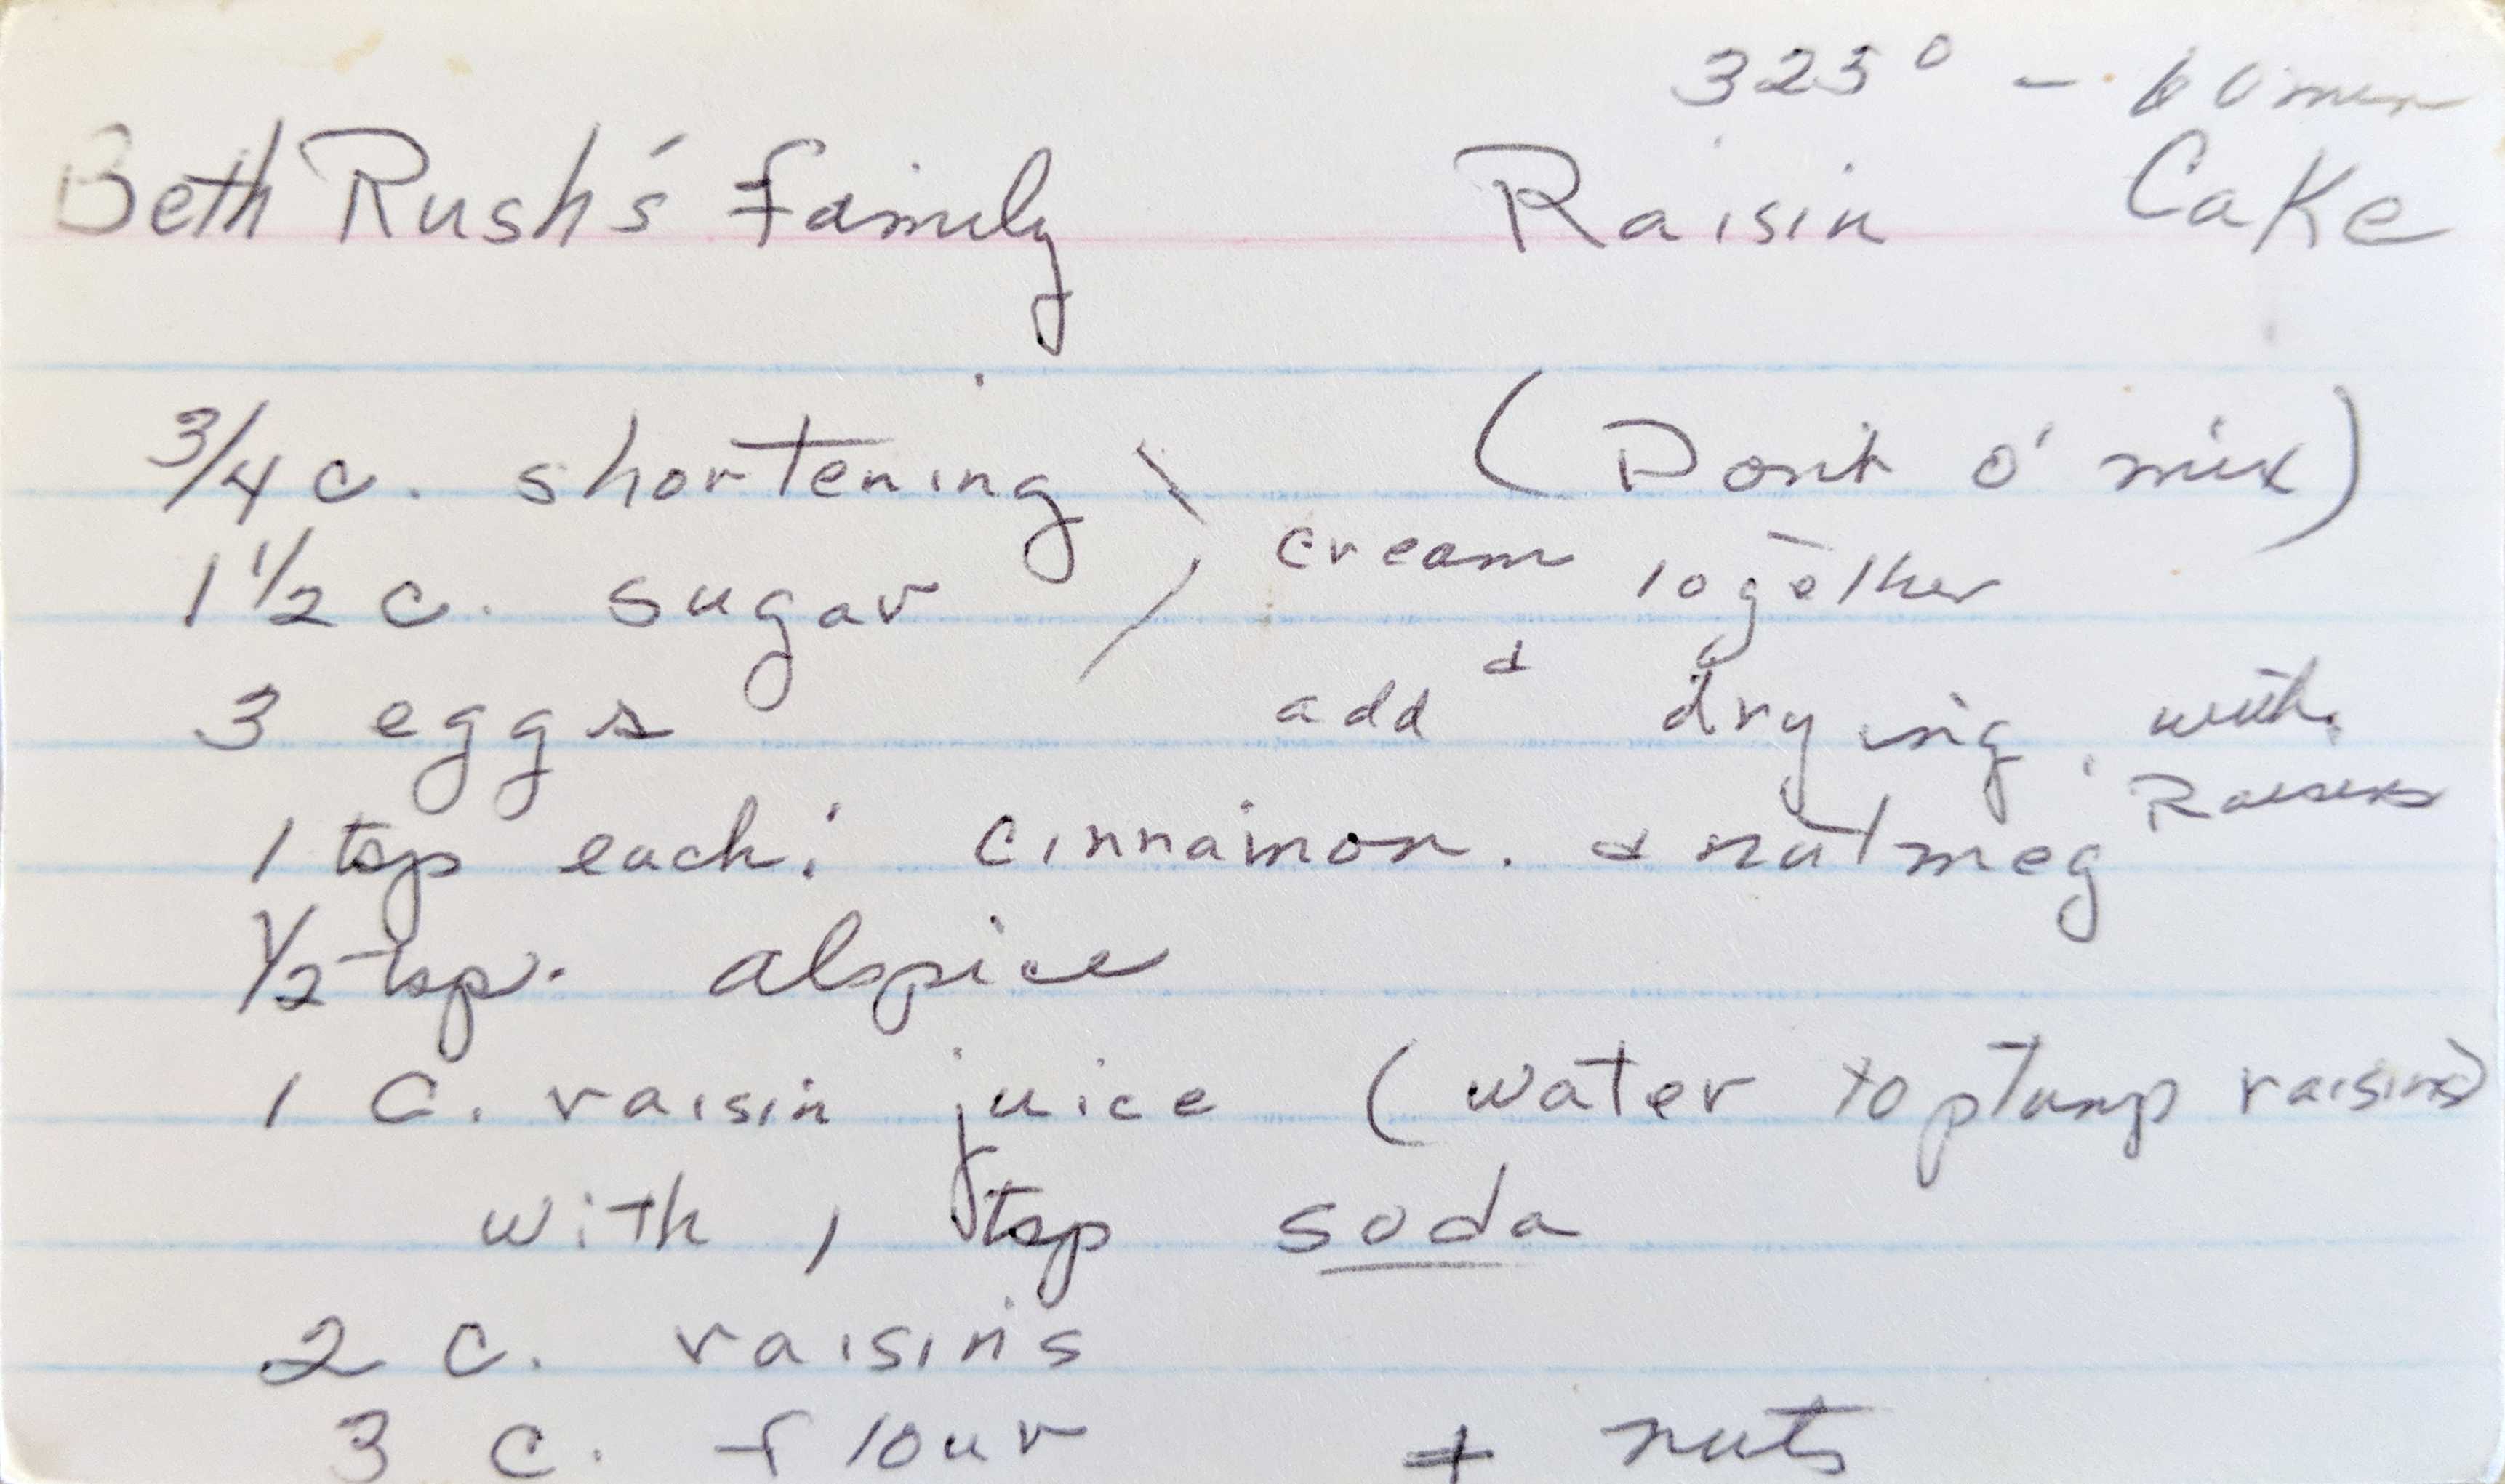 325° - 60 min
Beth Rush's family Raisin Cake
3/4 c. shortening (Don't o' mix)
1 1/2 c. sugar cream together
3 eggs add & dry ing. with Raisins
1 tsp each: cinnamon. & nutmeg
1/2 tsp. alspice
1 C. raisin juice (water to plump raisins)
with 1 tsp soda
2 c. raisins
3 c. flour + nuts